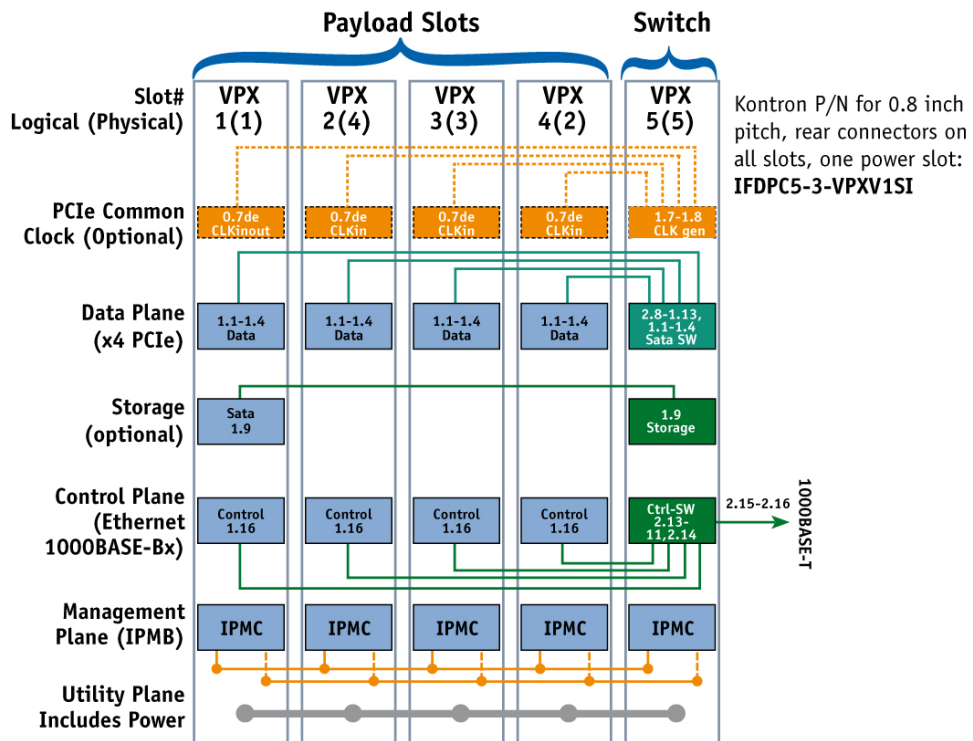 Payload Slots
Switch
Slot#
Logical (Physical)
VPX
1(1)
VPX
2(4)
VPX
3(3)
VPX
4(2)
VPX
5(5)
Kontron P/N for 0.8 inch
pitch, rear connectors on
all slots, one power slot:
IFDPC5-3-VPXV1SI
PCIe Common
Clock (Optional)
0.7de
CLKinout
0.7de
CLKin
0.7de
CLKin
0.7de
CLKin
1.7-1.8
CLK gen
Data Plane
(x4 PCIe)
1.1-1.4
Data
1.1-1.4
Data
1.1-1.4
Data
1.1-1.4
Data
2.8-1.13,
1.1-1.4
Sata SW
Storage
(optional)
Sata
1.9
1.9
Storage
Control Plane
(Ethernet
1000BASE-Bx)
Control
1.16
Control
1.16
Control
1.16
Control
1.16
Ctrl-SW
2.13-
11,2.14
2.15-2.16
1000BASE-T
Management
Plane (IPMB)
IPMC
IPMC
IPMC
IPMC
IPMC
Utility Plane
Includes Power